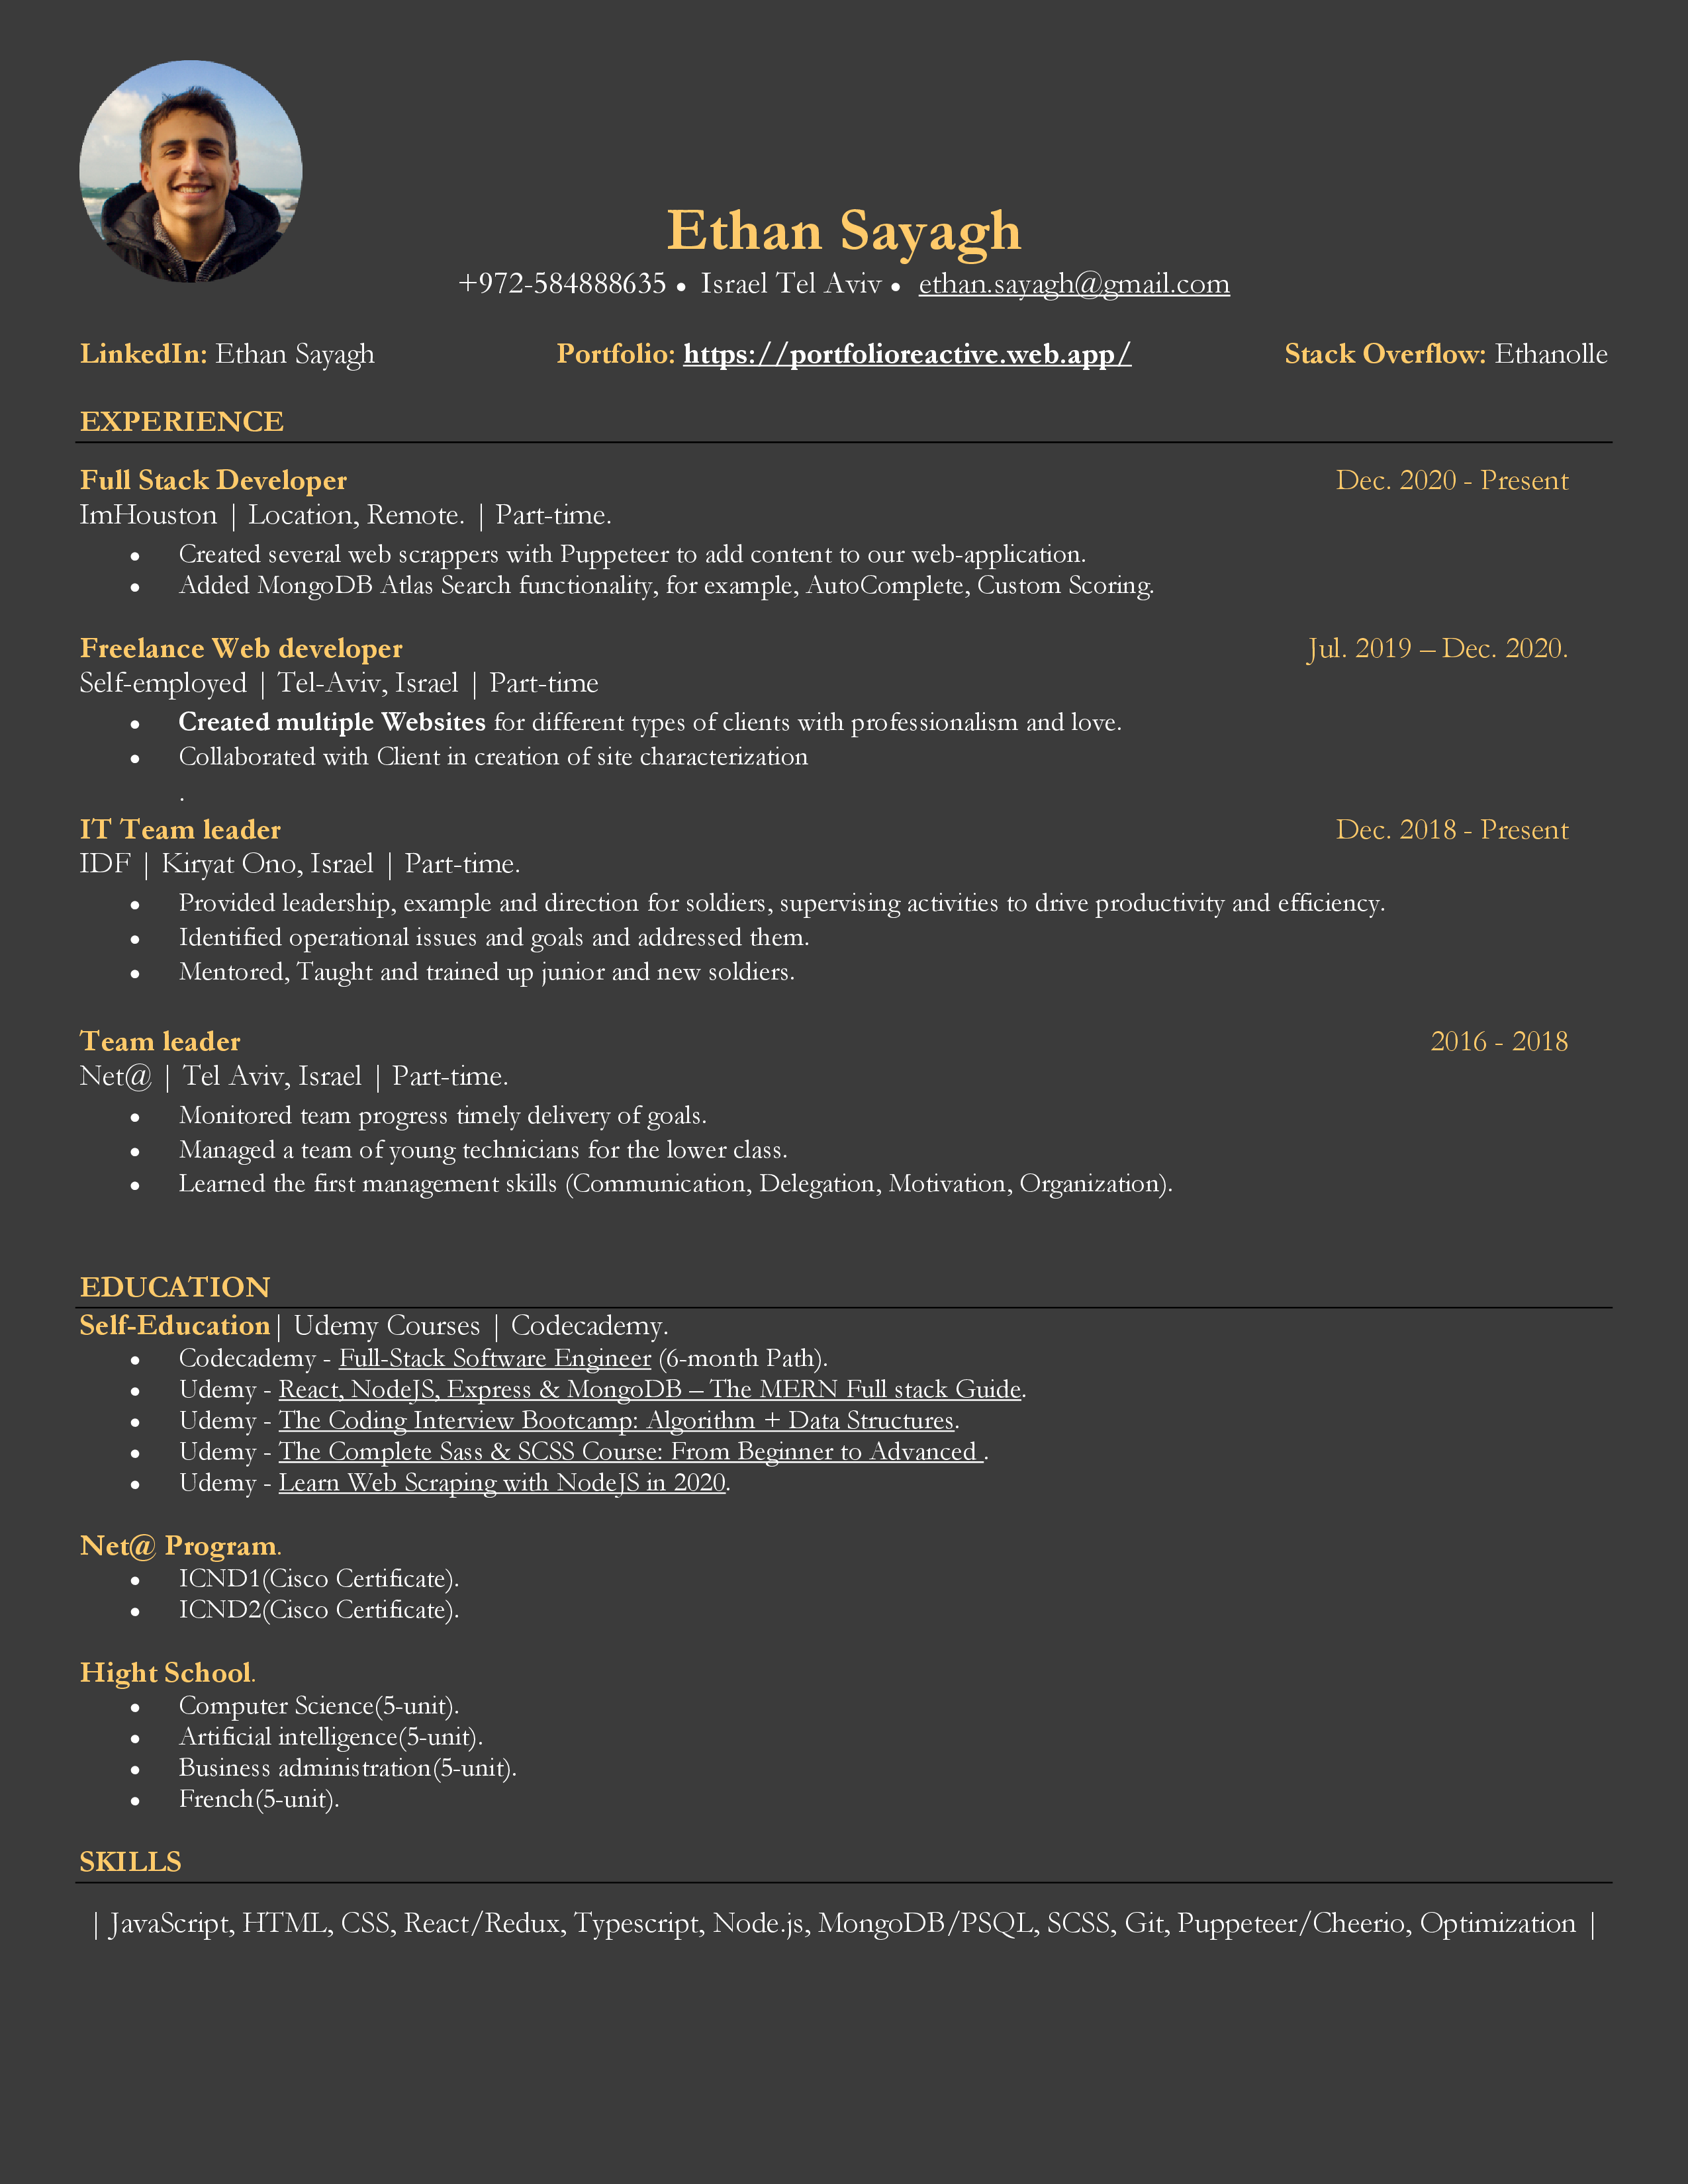 Ethan Sayagh
+972-584888635 • Israel Tel Aviv • ethan.sayagh@gmail.com
LinkedIn: Ethan Sayagh Portfolio: https://portfolioreactive.web.app/ Stack Overflow: Ethanolle
EXPERIENCE
Full Stack Developer Dec. 2020 - Present
ImHouston | Location, Remote. | Part-time.
• Created several web scrappers with Puppeteer to add content to our web-application.
• Added MongoDB Atlas Search functionality, for example, AutoComplete, Custom Scoring.
Freelance Web developer Jul. 2019 – Dec. 2020.
Self-employed | Tel-Aviv, Israel | Part-time
• Created multiple Websites for different types of clients with professionalism and love.
• Collaborated with Client in creation of site characterization
.
IT Team leader Dec. 2018 - Present
IDF | Kiryat Ono, Israel | Part-time.
• Provided leadership, example and direction for soldiers, supervising activities to drive productivity and efficiency.
• Identified operational issues and goals and addressed them.
• Mentored, Taught and trained up junior and new soldiers.
Team leader 2016 - 2018
Net@ | Tel Aviv, Israel | Part-time.
• Monitored team progress timely delivery of goals.
• Managed a team of young technicians for the lower class.
• Learned the first management skills (Communication, Delegation, Motivation, Organization).
EDUCATION
Self-Education| Udemy Courses | Codecademy.
• Codecademy - Full-Stack Software Engineer (6-month Path).
• Udemy - React, NodeJS, Express & MongoDB – The MERN Full stack Guide.
• Udemy - The Coding Interview Bootcamp: Algorithm + Data Structures.
• Udemy - The Complete Sass & SCSS Course: From Beginner to Advanced .
• Udemy - Learn Web Scraping with NodeJS in 2020.
Net@ Program.
• ICND1(Cisco Certificate).
• ICND2(Cisco Certificate).
Hight School.
• Computer Science(5-unit).
• Artificial intelligence(5-unit).
• Business administration(5-unit).
• French(5-unit).
SKILLS
| JavaScript, HTML, CSS, React/Redux, Typescript, Node.js, MongoDB/PSQL, SCSS, Git, Puppeteer/Cheerio, Optimization |